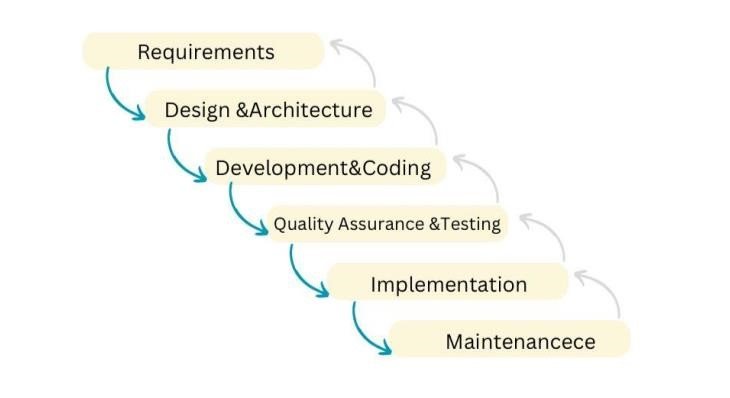 Requirements
Design &Architecture
Development&Coding
Quality Assurance &Testing
Implementation
Maintenancece